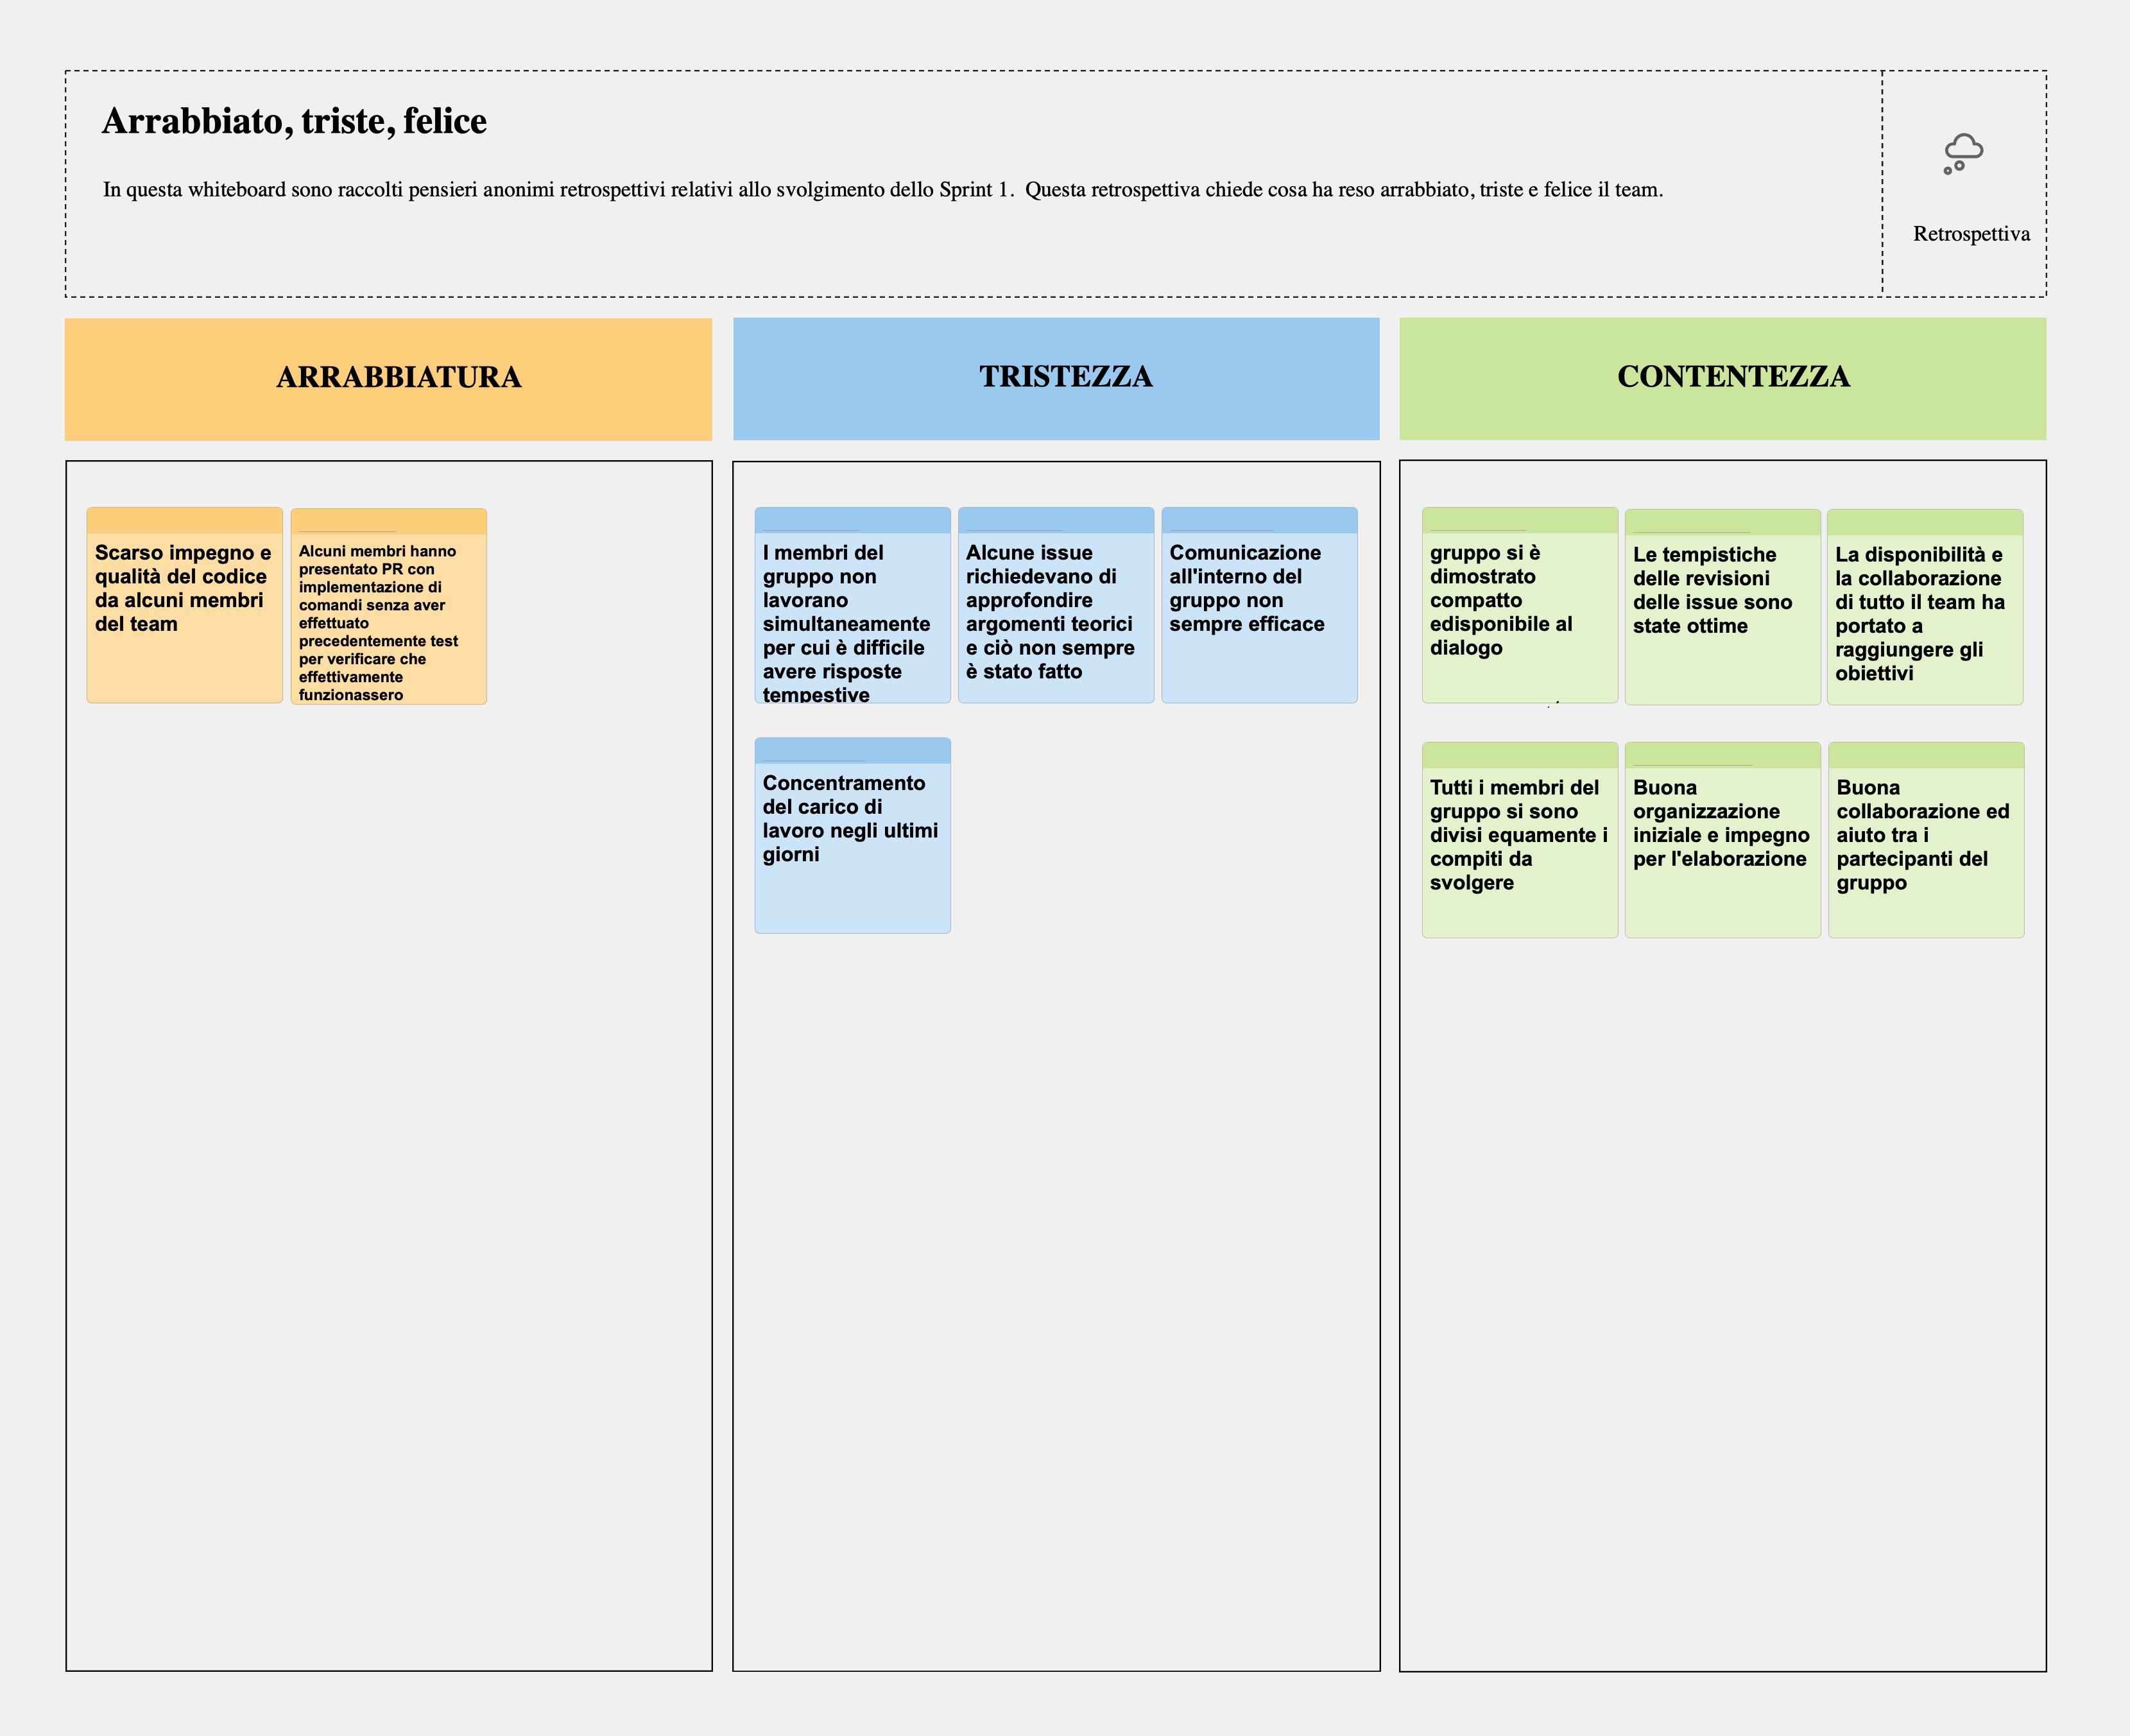 Arrabbiato, triste, felice
In questa whiteboard sono raccolti pensieri anonimi retrospettivi relativi allo svolgimento dello Sprint 1.  Questa retrospettiva chiede cosa ha reso arrabbiato, triste e felice il team.
Retrospettiva
ARRABBIATURA
Scarso impegno e
qualità del codice
da alcuni membri
del team
Alcuni membri hanno
presentato PR con
implementazione di
comandi senza aver
effettuato
precedentemente test
per verificare che
effettivamente
funzionassero
TRISTEZZA
I membri del
gruppo non
lavorano
simultaneamente
per cui è difficile
avere risposte
tempestive
Alcune issue
richiedevano di
approfondire
argomenti teorici
e ciò non sempre
è stato fatto
Comunicazione
all'interno del
gruppo non
sempre efficace
Concentramento
del carico di
lavoro negli ultimi
giorni
CONTENTEZZA
gruppo si è
dimostrato
compatto
edisponibile al
dialogo
Le tempistiche
delle revisioni
delle issue sono
state ottime
La disponibilità e
la collaborazione
di tutto il team ha
portato a
raggiungere gli
obiettivi
Tutti i membri del
gruppo si sono
divisi equamente i
compiti da
svolgere
Buona
organizzazione
iniziale e impegno
per l'elaborazione
Buona
collaborazione ed
aiuto tra i
partecipanti del
gruppo